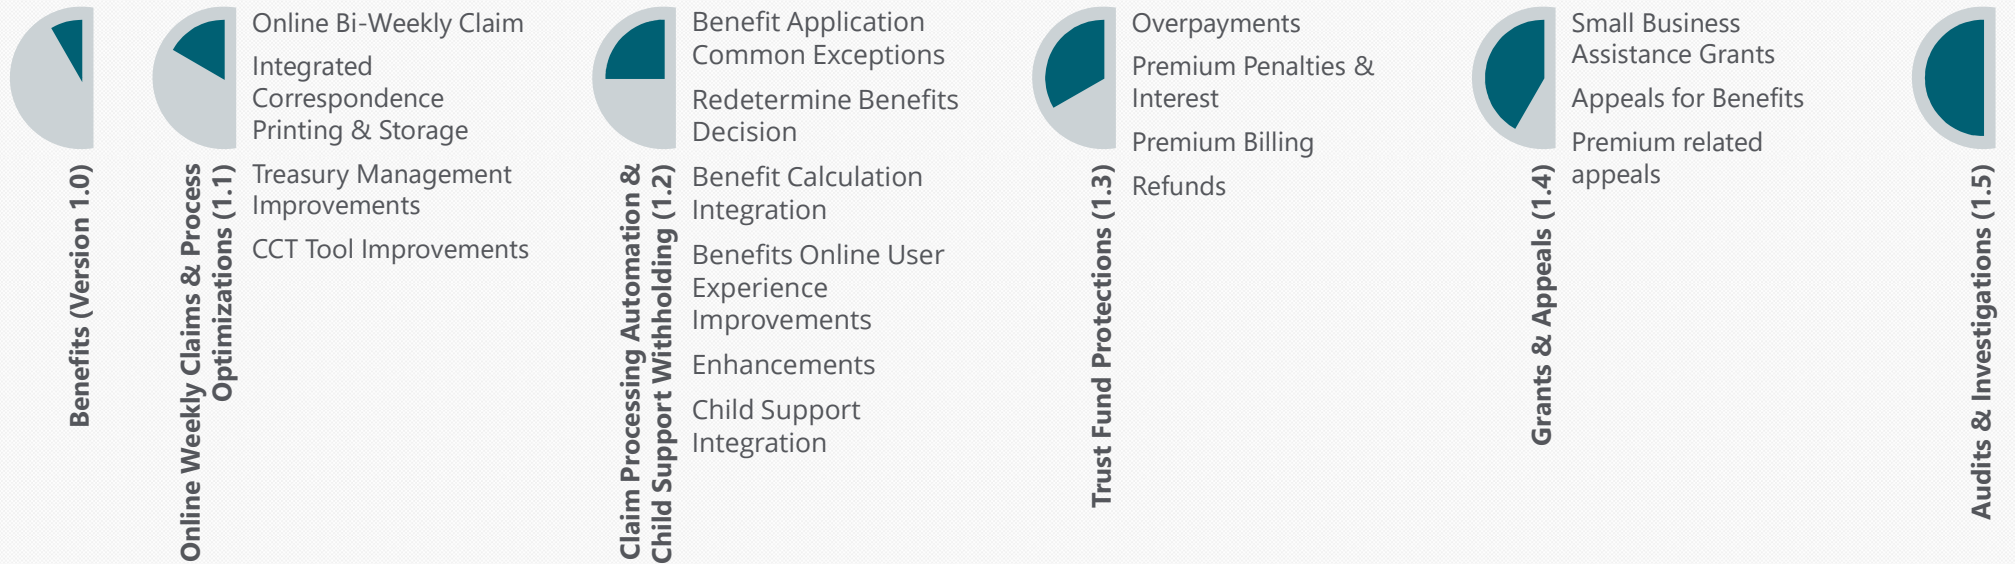 Benefits (Version 1.0)
Online Weekly Claims & Process
Optimizations (1.1)
Online Bi-Weekly Claim
Integrated
Correspondence
Printing & Storage
Treasury Management
Improvements
CCT Tool Improvements
Claim Processing Automation &
Child Support Withholding (1.2)
Benefit Application
Common Exceptions
Redetermine Benefits
Decision
Benefit Calculation
Integration
Benefits Online User
Experience
Improvements
Enhancements
Child Support
Integration
Trust Fund Protections (1.3)
Overpayments
Premium Penalties &
Interest
Premium Billing
Refunds
Grants & Appeals (1.4)
Small Business
Assistance Grants
Appeals for Benefits
Premium related
appeals
Audits & Investigations (1.5)